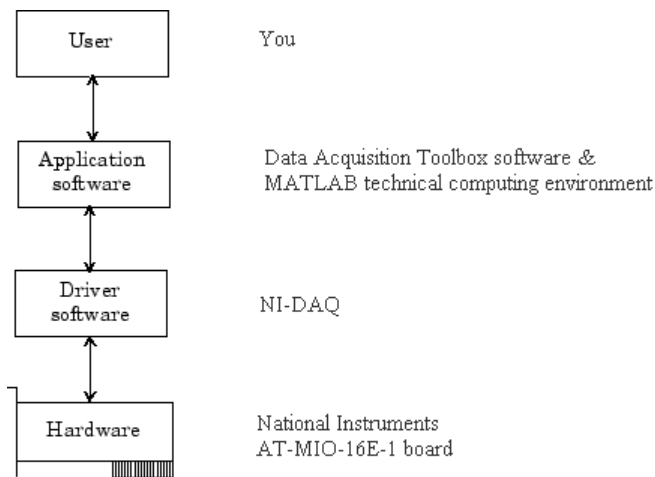 User
You
Application
software
Data Acquisition Toolbox software &
MATLAB technical computing environment
Driver
software
NI-DAQ
Hardware
National Instruments
AT-MIO-16E-1 board